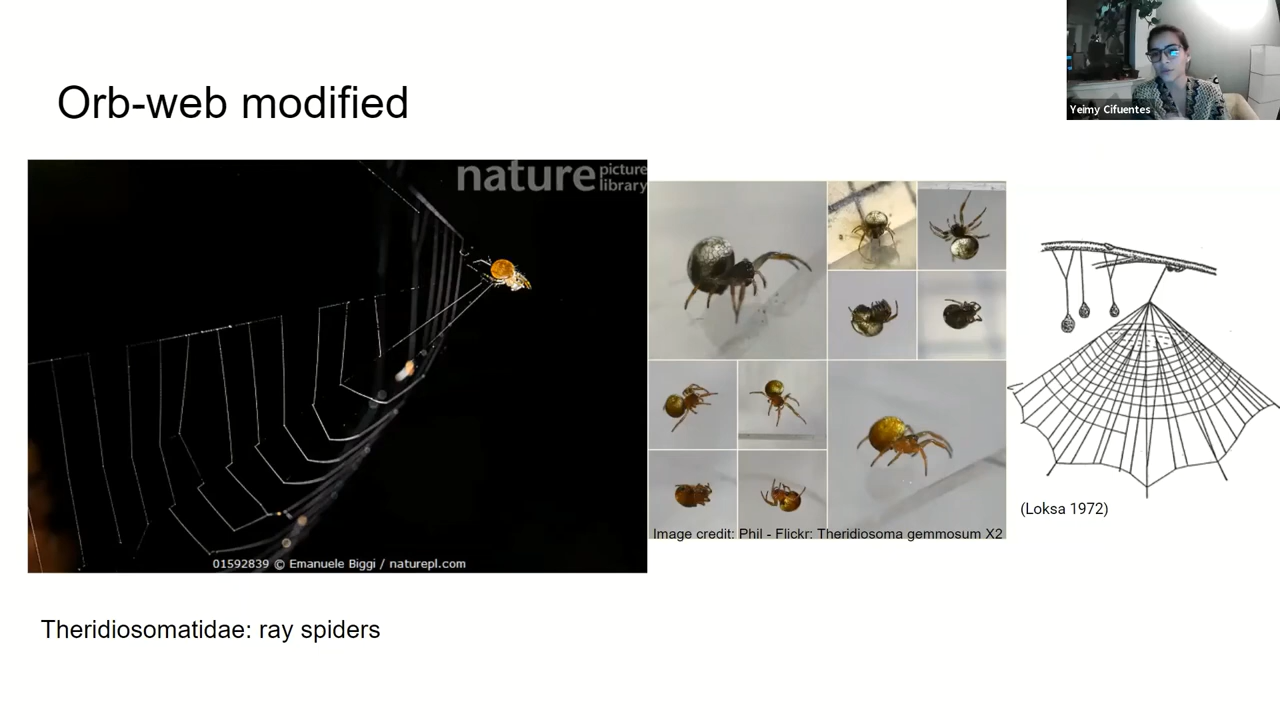 Yeimy Cifuentes
Orb-web modified
nature picture
library
01592839 © Emanuele Biggi / naturepl.com
Image credit: Phil - Flickr: Theridiosoma gemmosum X2
(Loksa 1972)
Theridiosomatidae: ray spiders